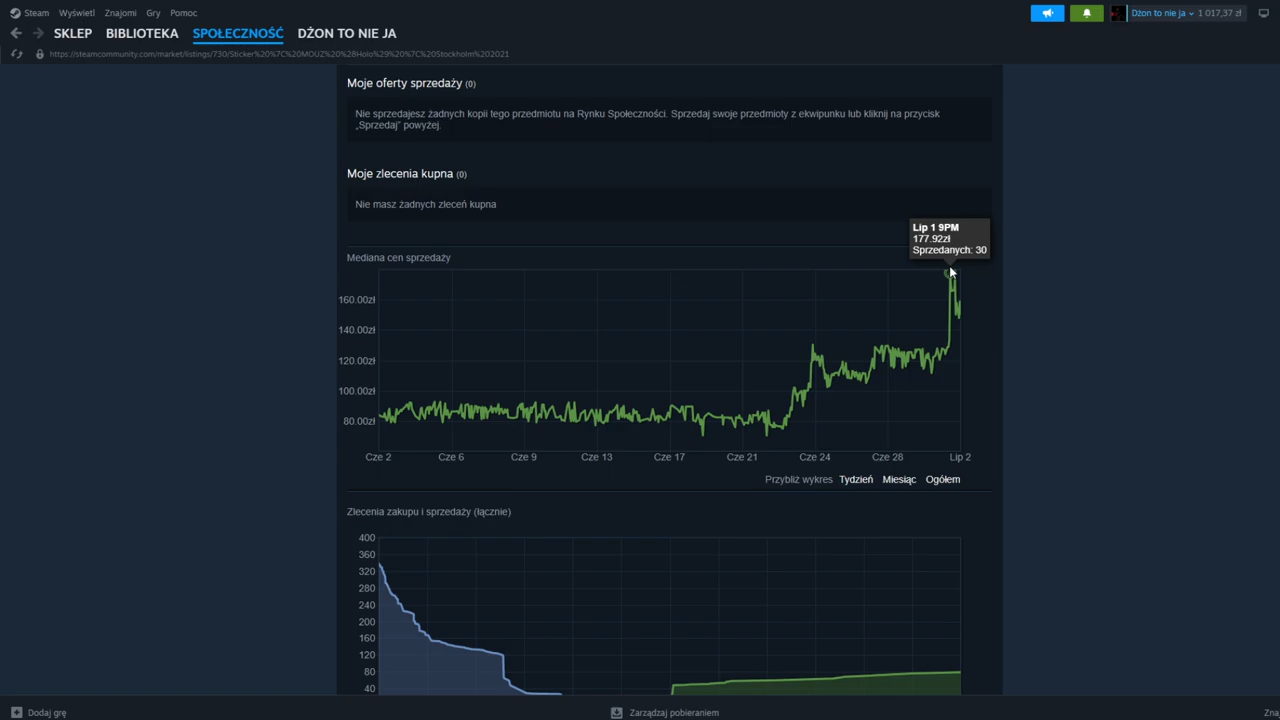 Steam Wyświetl Znajomi Gry Pomoc
Dżon to nie ja 1 017,37 zł
SKLEP BIBLIOTEKA SPOŁECZNOŚĆ DŻON TO NIE JA
https://steamcommunity.com/market/listings/730/Sticker%20%7C%20MOUZ%20%28Holo%29%20%7C%20Stockholm%202021
Moje oferty sprzedaży (0)
Nie sprzedajesz żadnych kopii tego przedmiotu na Rynku Społeczności. Sprzedaj swoje przedmioty z ekwipunku lub kliknij na przycisk
„Sprzedaj” powyżej.
Moje zlecenia kupna (0)
Nie masz żadnych zleceń kupna
Lip 1 9PM
177.92zł
Sprzedanych: 30
Mediana cen sprzedaży
160.00zł
140.00zł
120.00zł
100.00zł
80.00zł
Cze 2 Cze 6 Cze 9 Cze 13 Cze 17 Cze 21 Cze 24 Cze 28 Lip 2
Przybliż wykres Tydzień Miesiąc Ogółem
Zlecenia zakupu i sprzedaży (łącznie)
400
360
320
280
240
200
160
120
80
40
Dodaj grę Zarządzaj pobieraniem Zna